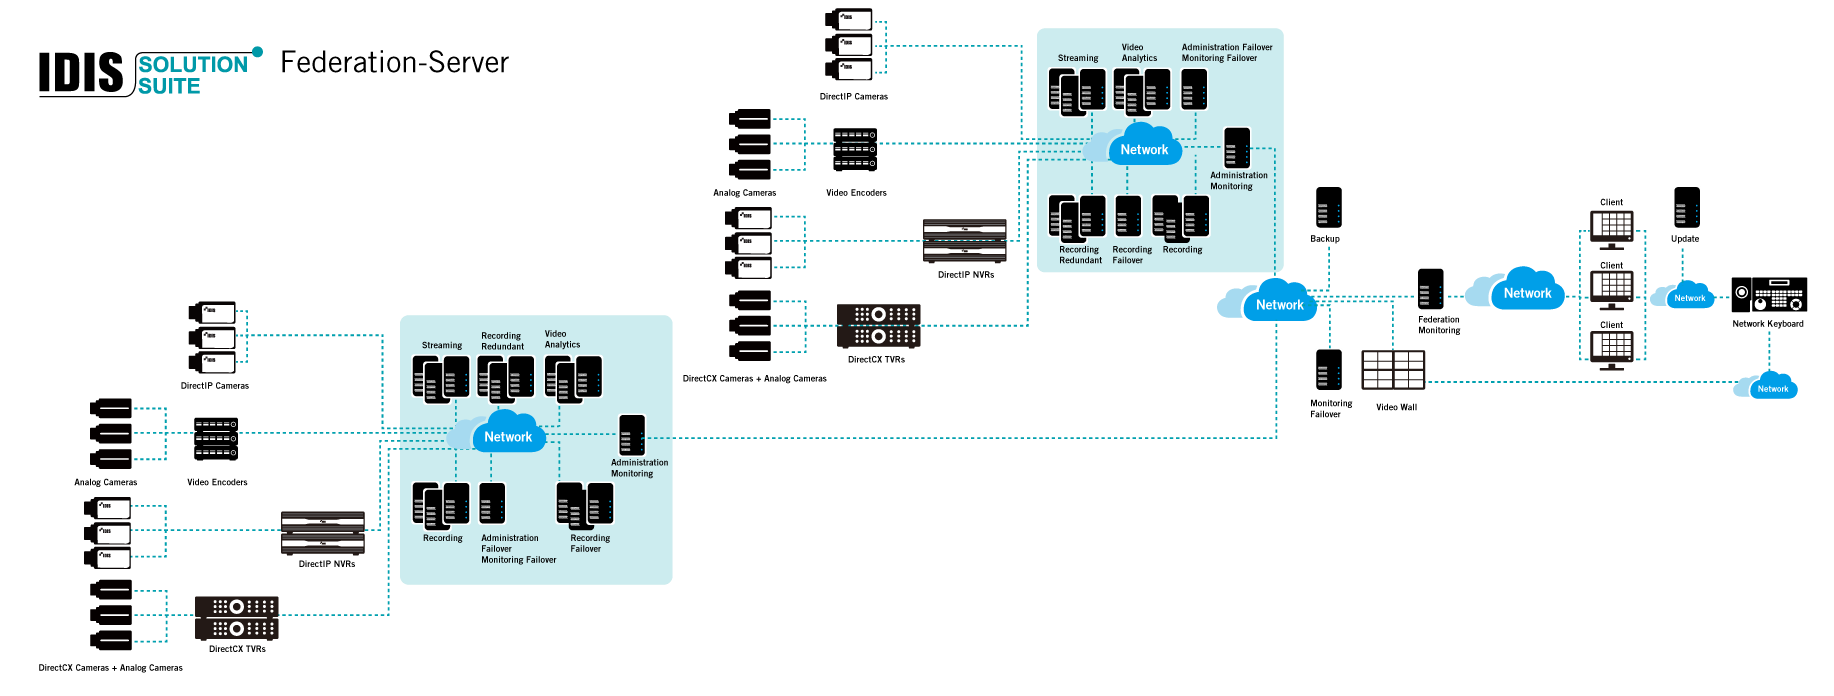 IDIS
SOLUTION
SUITE
Federation-Server
DirectIP Cameras
Analog Cameras
Video Encoders
DirectIP NVRs
DirectCX TVRs
DirectCX Cameras + Analog Cameras
Streaming
Video
Analytics
Administration Failover
Monitoring Failover
Network
Administration
Monitoring
Recording
Redundant
Recording
Failover
Recording
DirectIP Cameras
Analog Cameras
Video Encoders
DirectIP NVRs
DirectCX TVRs
DirectCX Cameras + Analog Cameras
Streaming
Recording
Redundant
Video
Analytics
Network
Administration
Monitoring
Recording
Administration
Failover
Monitoring Failover
Recording
Failover
Backup
Network
Federation
Monitoring
Monitoring
Failover
Video Wall
Network
Client
Client
Client
Update
Network
Network Keyboard
Network